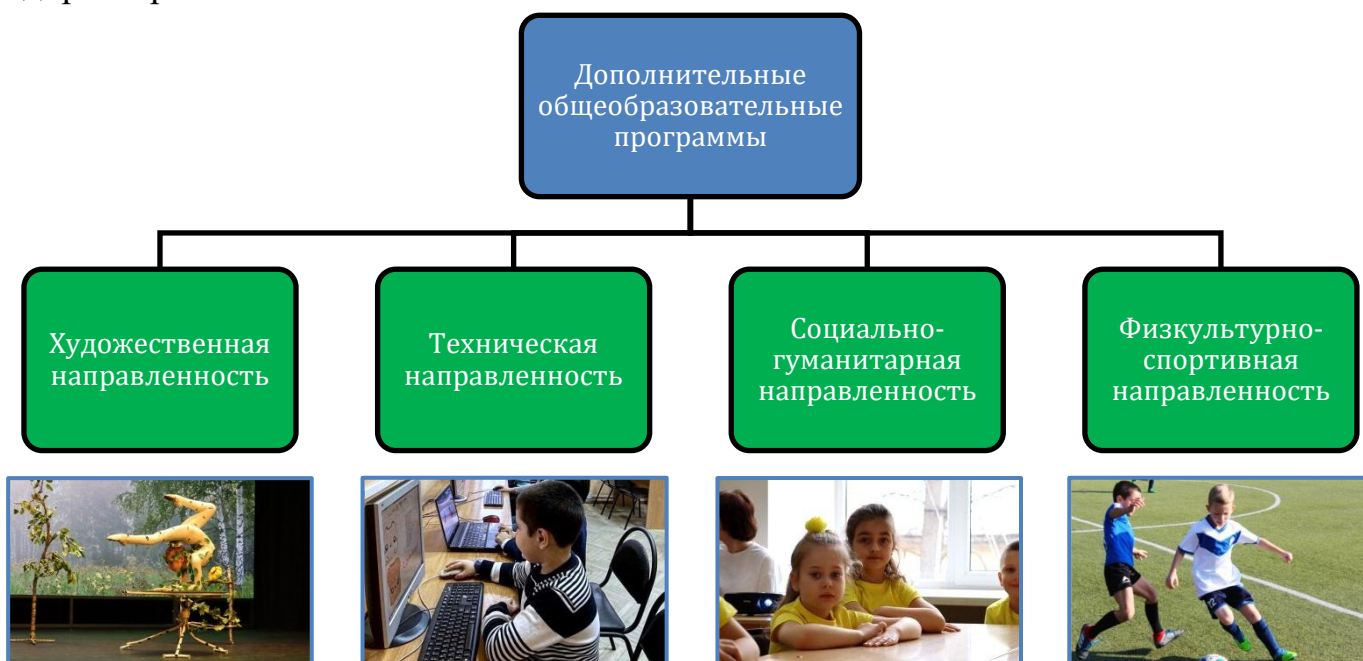 Дополнительные
общеобразовательные
программы
Художественная
направленность
Техническая
направленность
Социально-
гуманитарная
направленность
Физкультурно-
спортивная
направленность